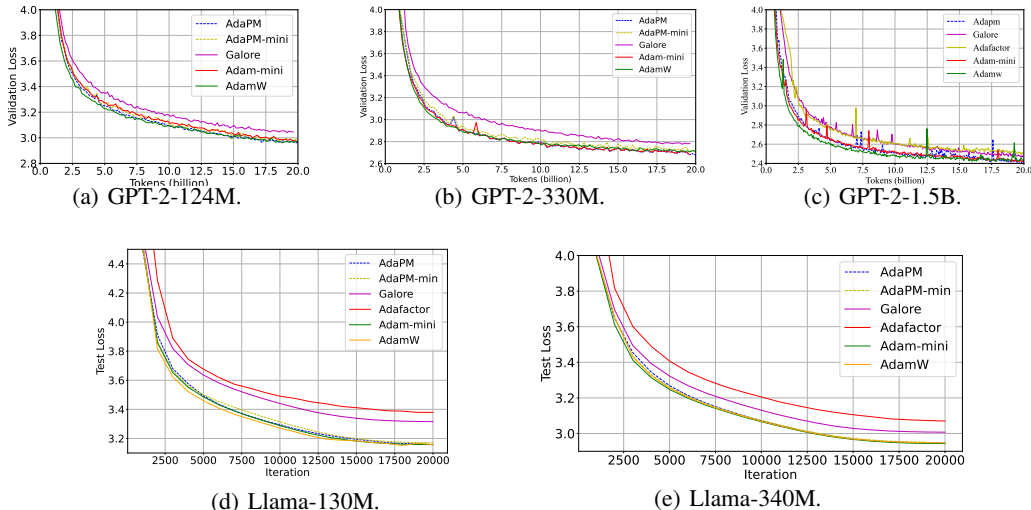 4.0
3.8
3.6
3.4
3.2
3.0
2.8
Validation Loss
0.0 2.5 5.0 7.5 10.0 12.5 15.0 17.5 20.0
Tokens (billion)
AdaPM
AdaPM-mini
Galore
Adam-mini
AdamW
(a) GPT-2-124M.
4.0
3.8
3.6
3.4
3.2
3.0
2.8
2.6
Validation Loss
0.0 2.5 5.0 7.5 10.0 12.5 15.0 17.5 20.0
Tokens (billion)
AdaPM
AdaPM-mini
Galore
Adam-mini
AdamW
(b) GPT-2-330M.
4.0
3.8
3.6
3.4
3.2
3.0
2.8
2.6
2.4
Validation Loss
0.0 2.5 5.0 7.5 10.0 12.5 15.0 17.5 20.0
Tokens (billion)
Adapm
Galore
Adafactor
Adam-mini
Adamw
(c) GPT-2-1.5B.
4.4
4.2
4.0
3.8
3.6
3.4
3.2
Test Loss
2500 5000 7500 10000 12500 15000 17500 20000
Iteration
AdaPM
AdaPM-min
Galore
Adafactor
Adam-mini
AdamW
(d) Llama-130M.
4.0
3.8
3.6
3.4
3.2
3.0
Test Loss
2500 5000 7500 10000 12500 15000 17500 20000
Iteration
AdaPM
AdaPM-min
Galore
Adafactor
Adam-mini
AdamW
(e) Llama-340M.